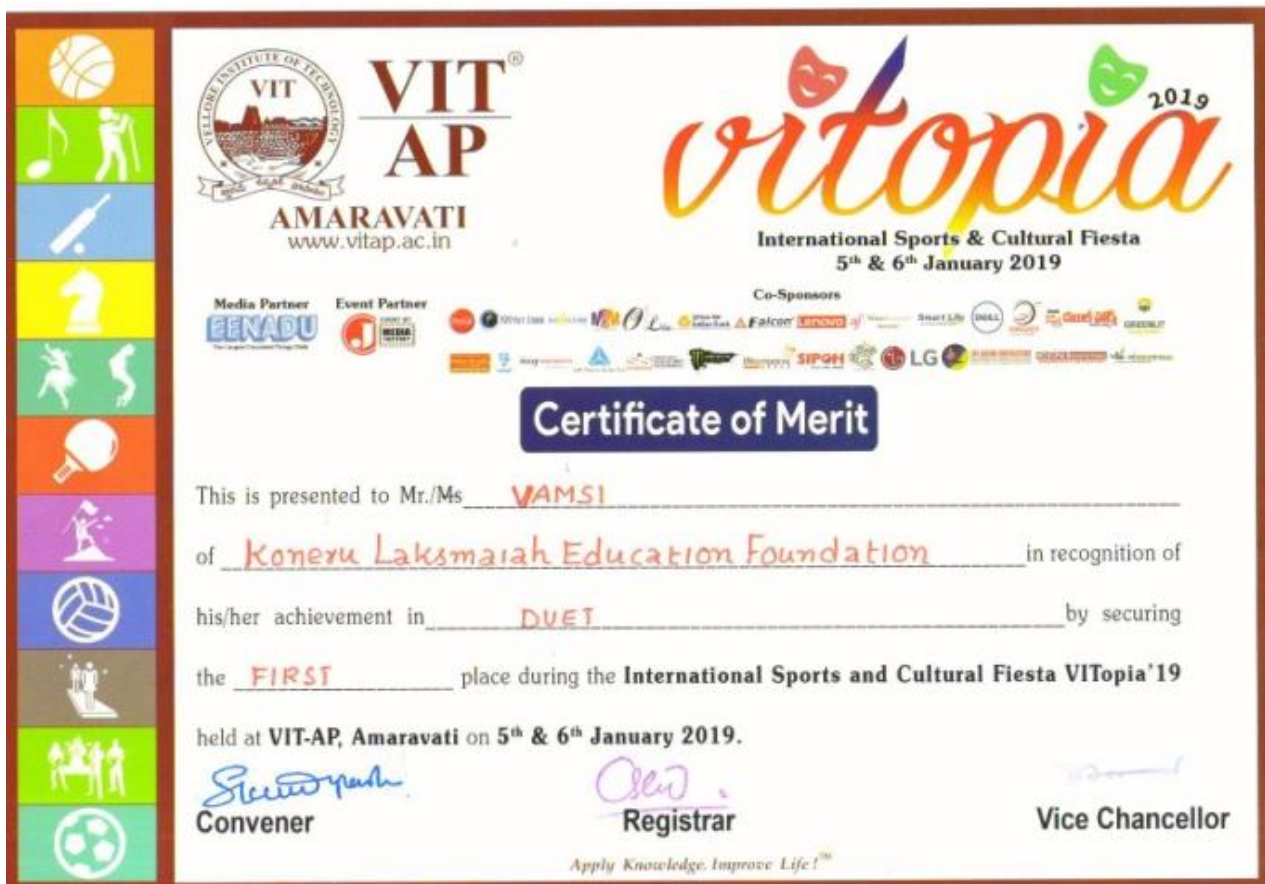 VELLORE INSTITUTE OF TECHNOLOGY
VIT
VIT®
AP
AMARAVATI
www.vitap.ac.in
vitopia
2019
International Sports & Cultural Fiesta
5th & 6th January 2019
Media Partner
EENADU
Event Partner
MEDIA
Co-Sponsors
Falcon Lenovo Smart Life DELL GREENLIT
SIPOH LG
Certificate of Merit
This is presented to Mr./Ms VAMSI
of Koneru Laksmaiah Education Foundation in recognition of
his/her achievement in DUET by securing
the FIRST place during the International Sports and Cultural Fiesta VITopia'19
held at VIT-AP, Amaravati on 5th & 6th January 2019.
Convener
Registrar
Vice Chancellor
Apply Knowledge. Improve Life!™